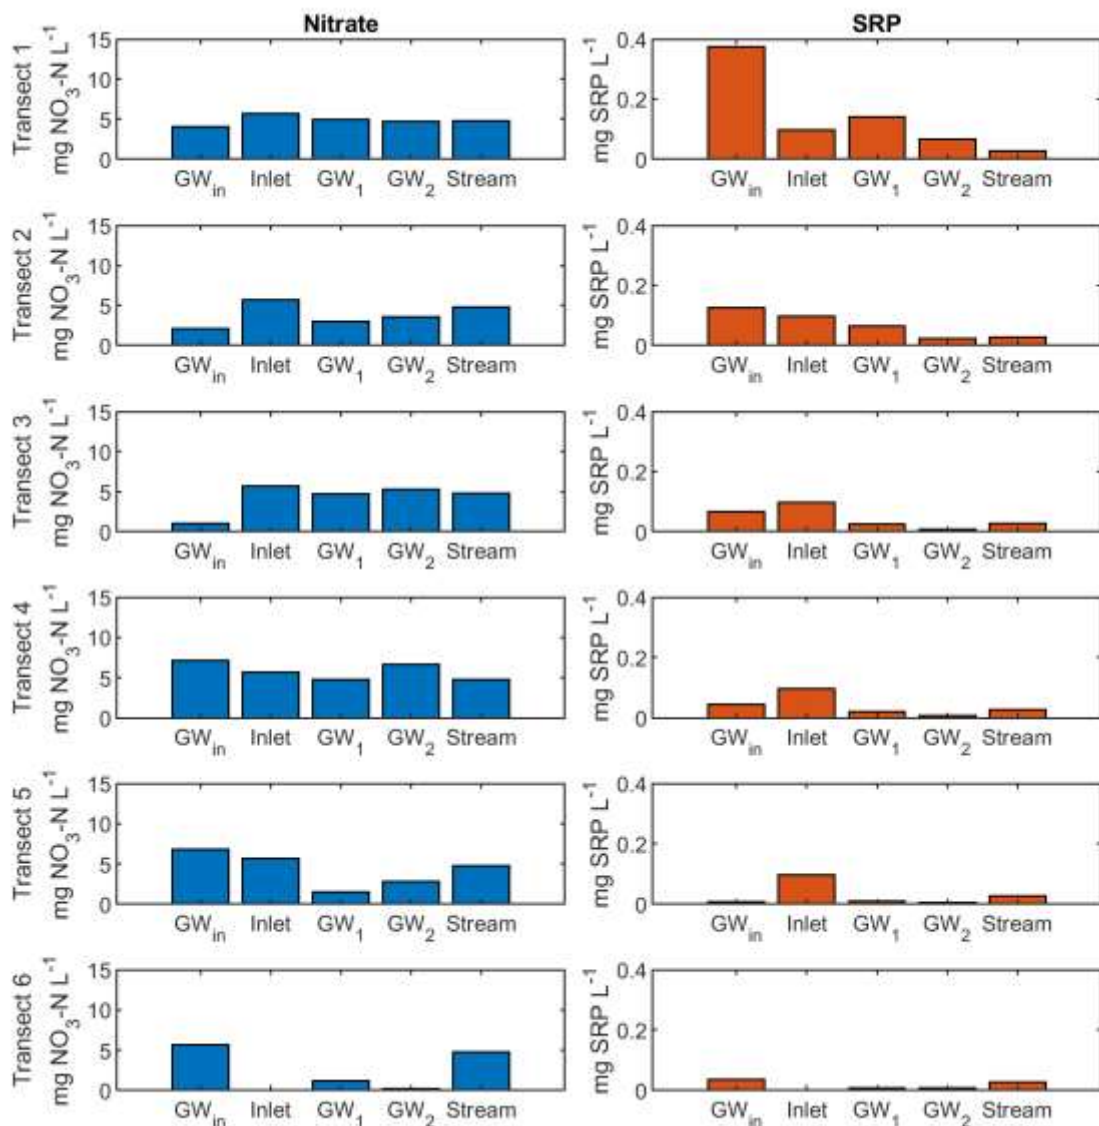 Nitrate
SRP
Transect 1
mg NO3-N L-1
15
10
5
0
GWin Inlet GW1 GW2 Stream
mg SRP L-1
0.4
0.2
0
GWin Inlet GW1 GW2 Stream
Transect 2
mg NO3-N L-1
15
10
5
0
GWin Inlet GW1 GW2 Stream
mg SRP L-1
0.4
0.2
0
GWin Inlet GW1 GW2 Stream
Transect 3
mg NO3-N L-1
15
10
5
0
GWin Inlet GW1 GW2 Stream
mg SRP L-1
0.4
0.2
0
GWin Inlet GW1 GW2 Stream
Transect 4
mg NO3-N L-1
15
10
5
0
GWin Inlet GW1 GW2 Stream
mg SRP L-1
0.4
0.2
0
GWin Inlet GW1 GW2 Stream
Transect 5
mg NO3-N L-1
15
10
5
0
GWin Inlet GW1 GW2 Stream
mg SRP L-1
0.4
0.2
0
GWin Inlet GW1 GW2 Stream
Transect 6
mg NO3-N L-1
15
10
5
0
GWin Inlet GW1 GW2 Stream
mg SRP L-1
0.4
0.2
0
GWin Inlet GW1 GW2 Stream